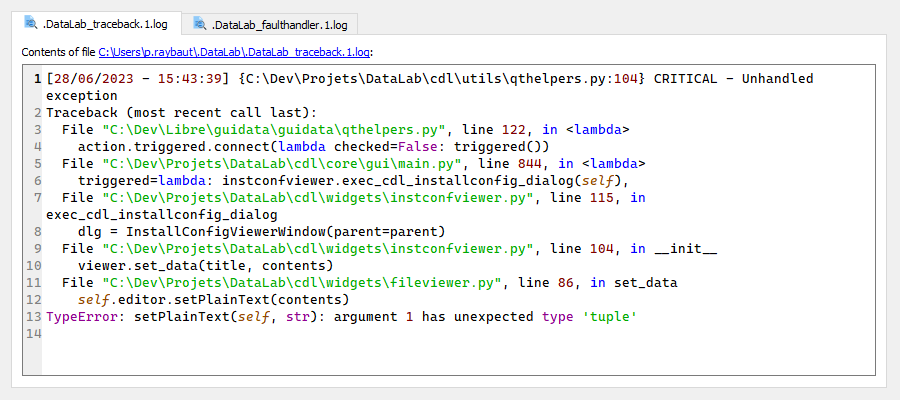 .DataLab_traceback.1.log
.DataLab_faulthandler.1.log
Contents of file C:\Users\p.raybaut\.DataLab\.DataLab_traceback.1.log:
1 [28/06/2023 - 15:43:39] {C:\Dev\Projets\DataLab\cdl\utils\qthelpers.py:104} CRITICAL - Unhandled
exception
2 Traceback (most recent call last):
3   File "C:\Dev\Libre\guidata\guidata\qthelpers.py", line 122, in <lambda>
4     action.triggered.connect(lambda checked=False: triggered())
5   File "C:\Dev\Projets\DataLab\cdl\core\gui\main.py", line 844, in <lambda>
6     triggered=lambda: instconfviewer.exec_cdl_installconfig_dialog(self),
7   File "C:\Dev\Projets\DataLab\cdl\widgets\instconfviewer.py", line 115, in
exec_cdl_installconfig_dialog
8     dlg = InstallConfigViewerWindow(parent=parent)
9   File "C:\Dev\Projets\DataLab\cdl\widgets\instconfviewer.py", line 104, in __init__
10     viewer.set_data(title, contents)
11   File "C:\Dev\Projets\DataLab\cdl\widgets\fileviewer.py", line 86, in set_data
12     self.editor.setPlainText(contents)
13 TypeError: setPlainText(self, str): argument 1 has unexpected type 'tuple'
14